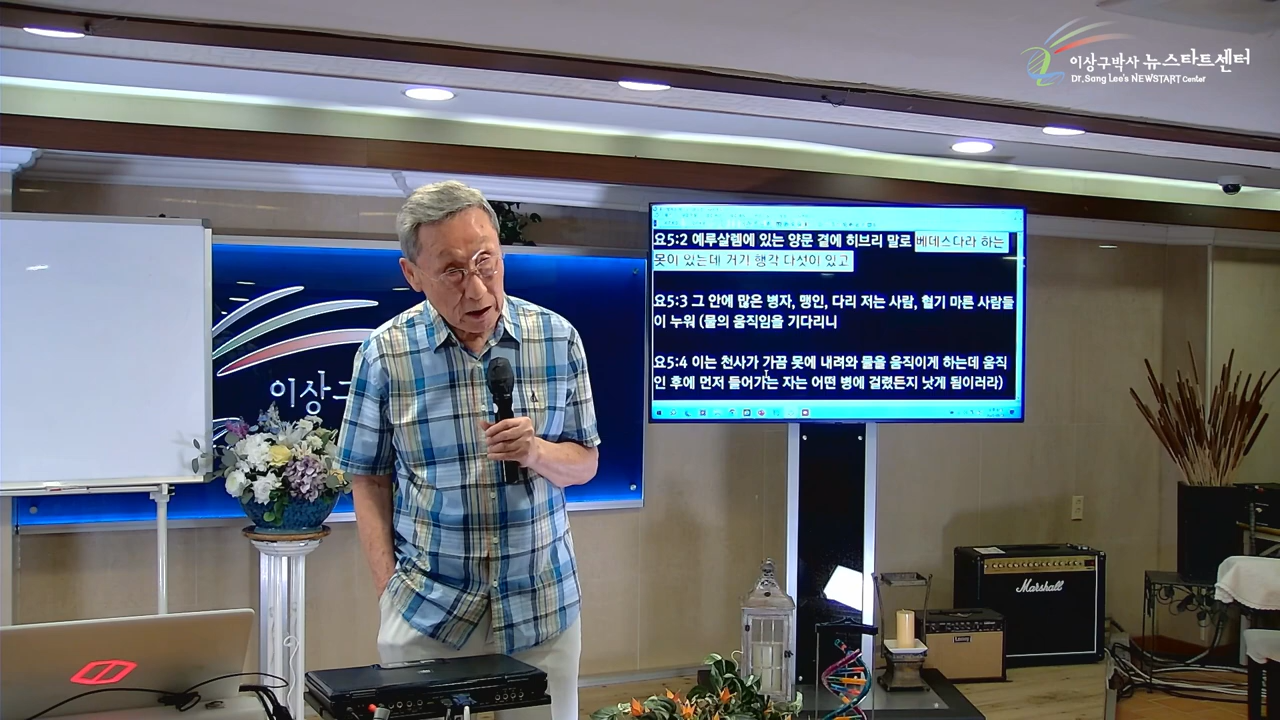 이상구박사 뉴스타트센터
Dr.Sang Lee's NEWSTART Center
요5:2 예루살렘에 있는 양문 곁에 히브리 말로 베데스다라 하는
못이 있는데 거기 행각 다섯이 있고
요5:3 그 안에 많은 병자, 맹인, 다리 저는 사람, 혈기 마른 사람들
이 누워 (물의 움직임을 기다리니
요5:4 이는 천사가 가끔 못에 내려와 물을 움직이게 하는데 움직
인 후에 먼저 들어가는 자는 어떤 병에 걸렸든지 낫게 됨이러라)
이상구
Marshall
Laney